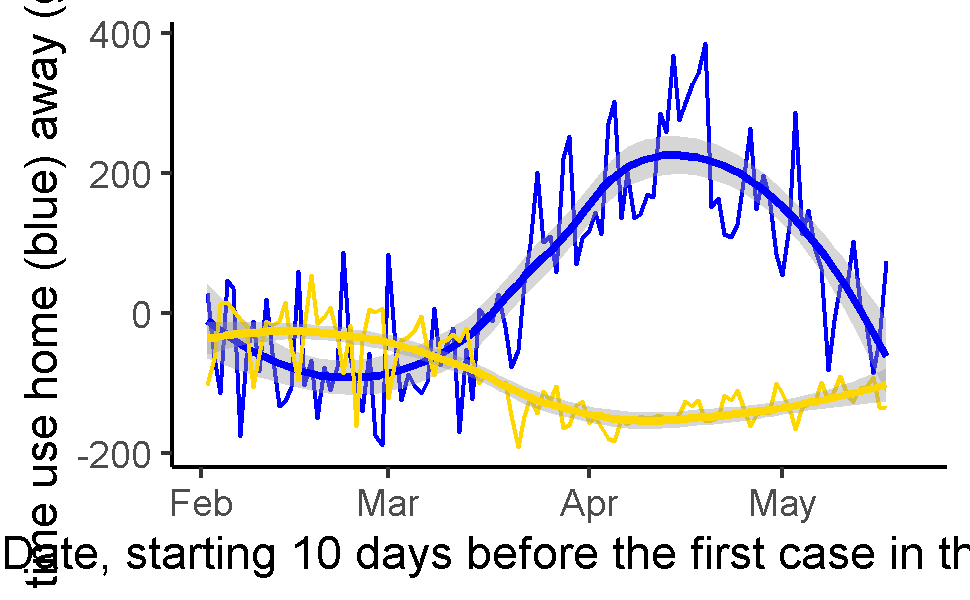 time use home (blue) away (
400
200
0
-200
Feb Mar Apr May
Date, starting 10 days before the first case in th